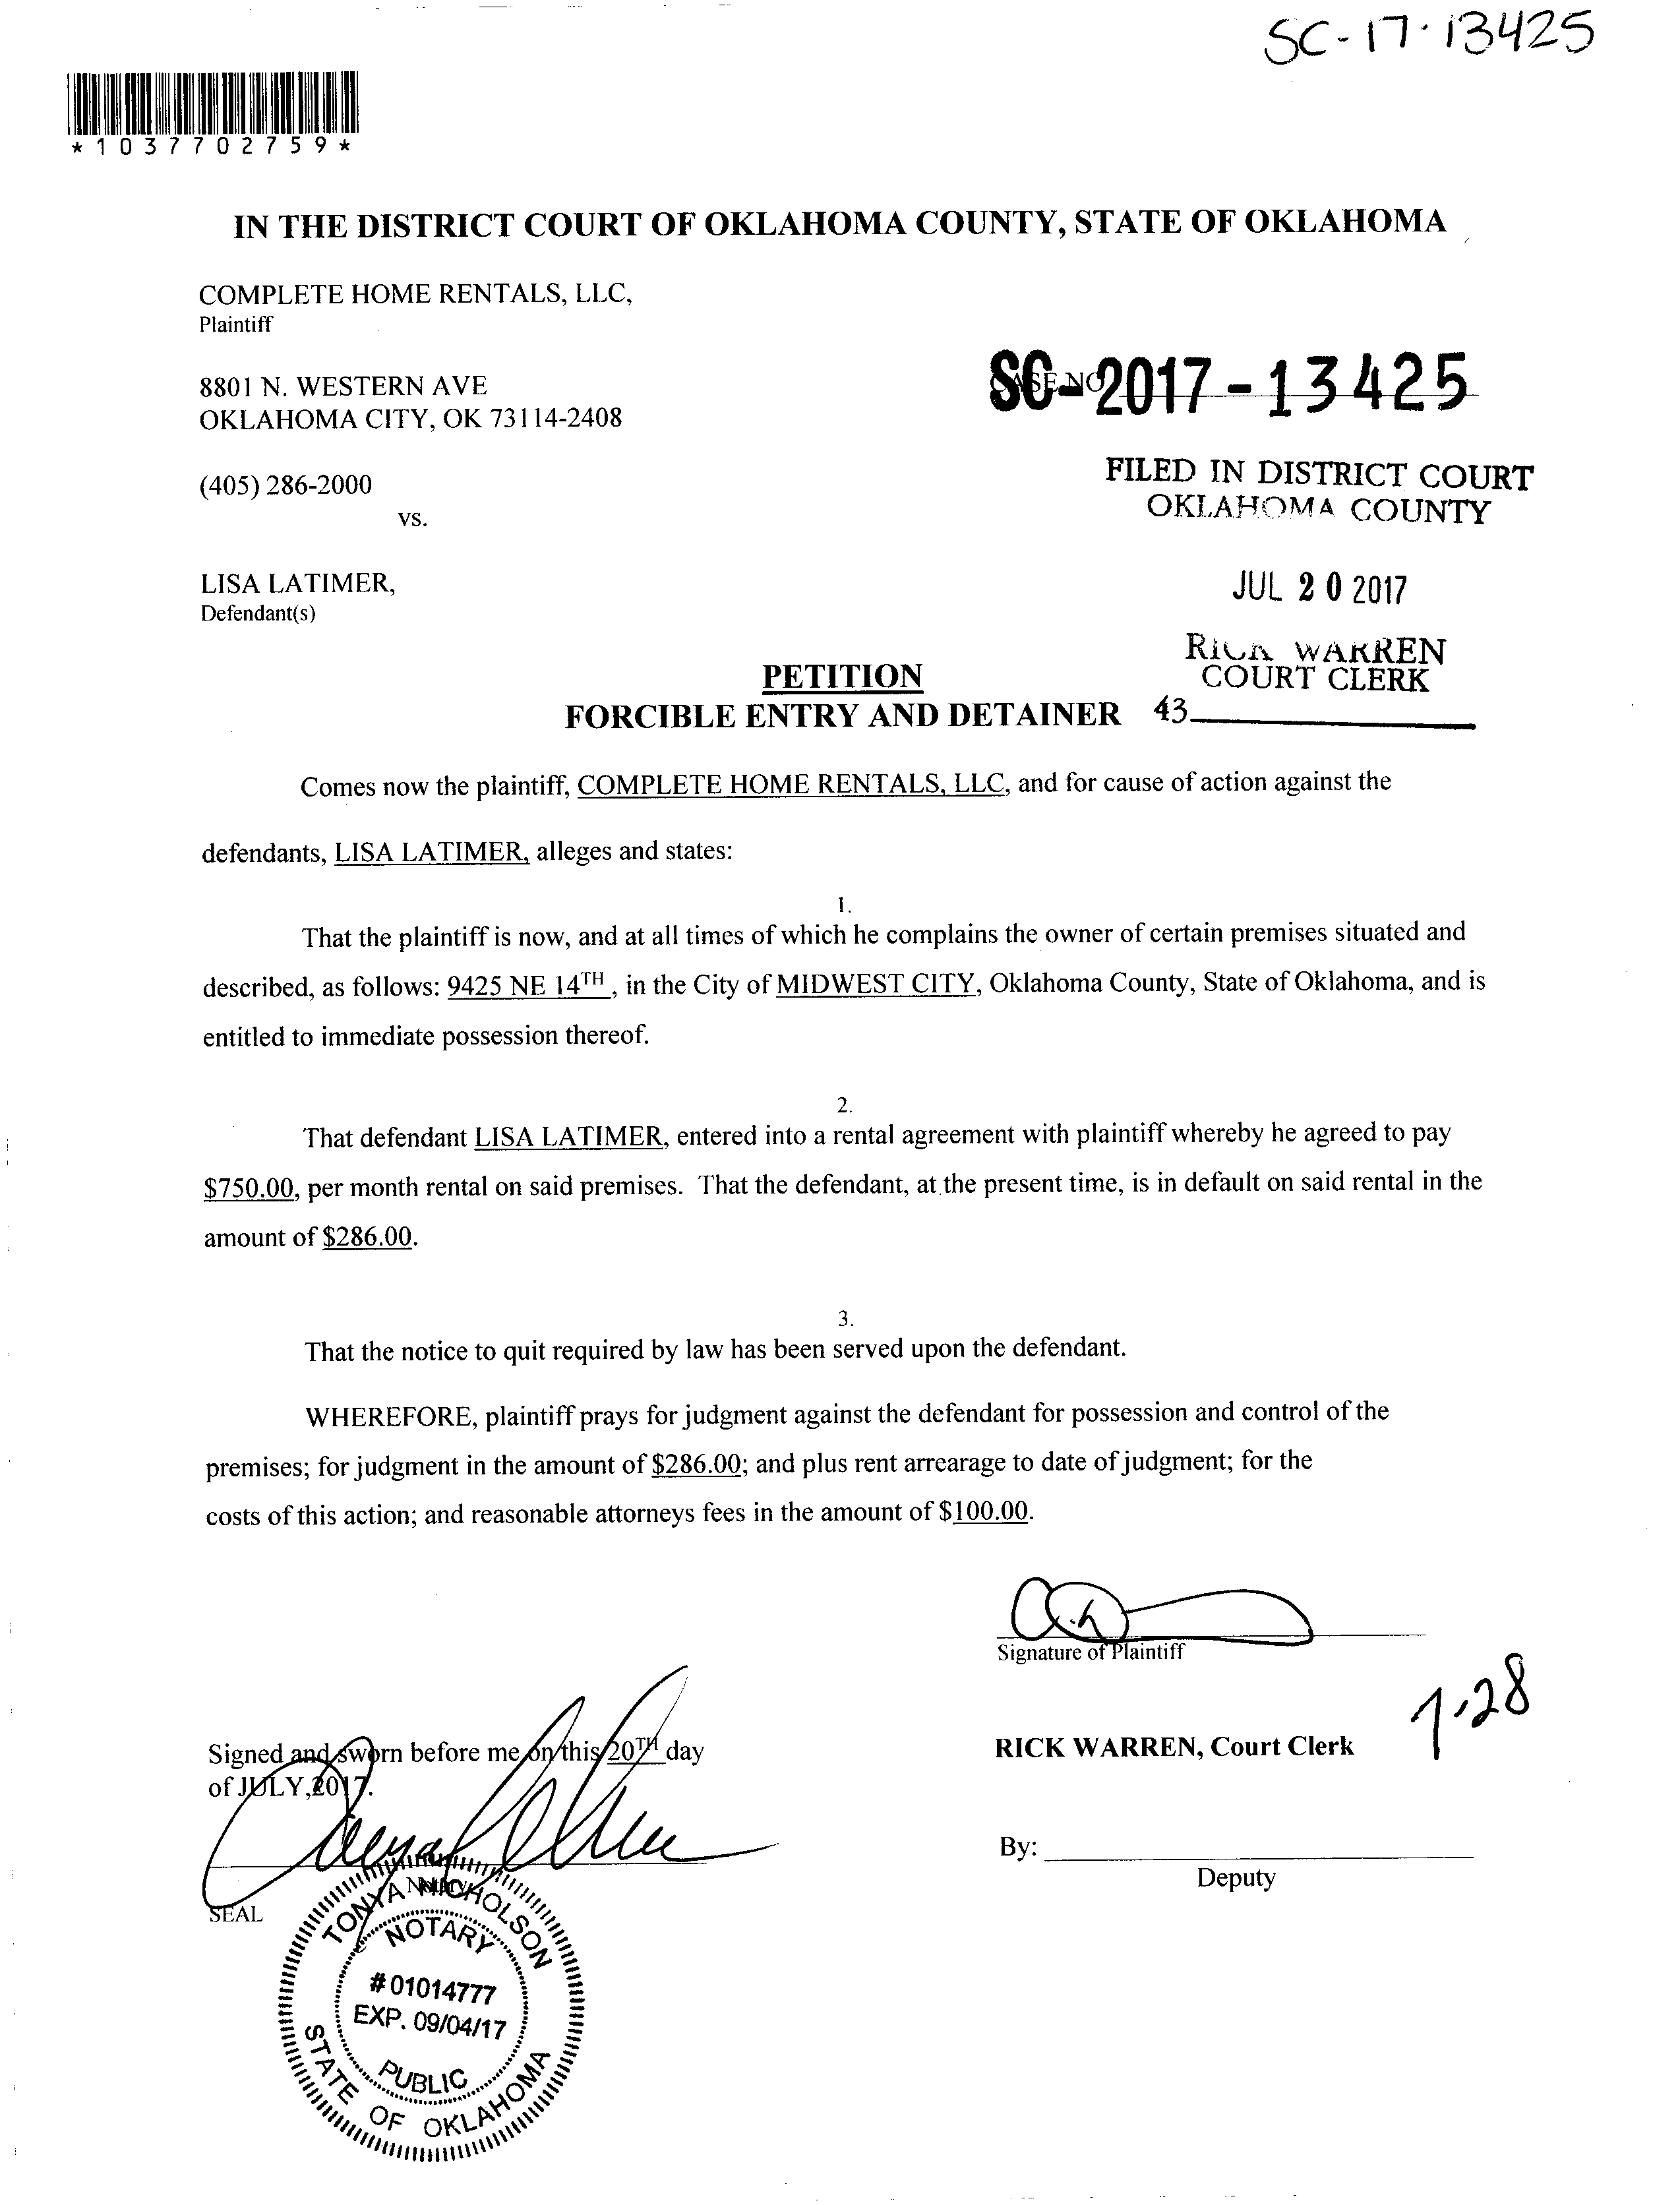 SC-17-13425
*1037702759*
IN THE DISTRICT COURT OF OKLAHOMA COUNTY, STATE OF OKLAHOMA
COMPLETE HOME RENTALS, LLC,
Plaintiff
8801 N. WESTERN AVE
OKLAHOMA CITY, OK 73114-2408
CASE NO
SC-2017-13425
(405) 286-2000
vs.
FILED IN DISTRICT COURT
OKLAHOMA COUNTY
LISA LATIMER,
Defendant(s)
JUL 20 2017
RICK WARREN
COURT CLERK
43
PETITION
FORCIBLE ENTRY AND DETAINER
Comes now the plaintiff, COMPLETE HOME RENTALS, LLC, and for cause of action against the
defendants, LISA LATIMER, alleges and states:
1.
That the plaintiff is now, and at all times of which he complains the owner of certain premises situated and
described, as follows: 9425 NE 14TH, in the City of MIDWEST CITY, Oklahoma County, State of Oklahoma, and is
entitled to immediate possession thereof.
2.
That defendant LISA LATIMER, entered into a rental agreement with plaintiff whereby he agreed to pay
$750.00, per month rental on said premises. That the defendant, at the present time, is in default on said rental in the
amount of $286.00.
3.
That the notice to quit required by law has been served upon the defendant.
WHEREFORE, plaintiff prays for judgment against the defendant for possession and control of the
premises; for judgment in the amount of $286.00; and plus rent arrearage to date of judgment; for the
costs of this action; and reasonable attorneys fees in the amount of $100.00.
Signature of Plaintiff
7-28
Signed and sworn before me on this 20TH day
of JULY,2017.
RICK WARREN, Court Clerk
Notary
SEAL
By:
Deputy
TONYA NICHOLSON
NOTARY
#01014777
EXP. 09/04/17
PUBLIC
STATE OF OKLAHOMA